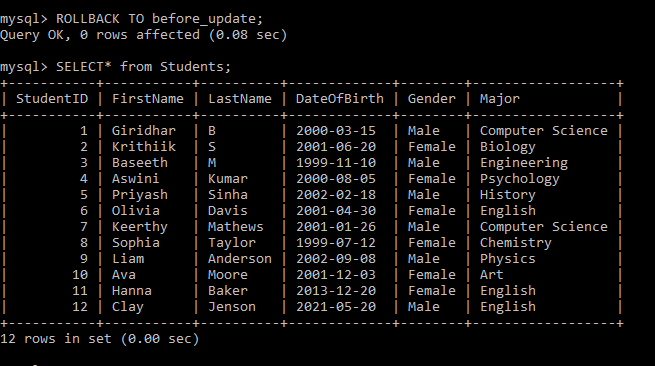 mysql> ROLLBACK TO before_update;
Query OK, 0 rows affected (0.08 sec)
mysql> SELECT* from Students;
+-----------+-----------+----------+-------------+--------+------------------+
| StudentID | FirstName | LastName | DateOfBirth | Gender | Major            |
+-----------+-----------+----------+-------------+--------+------------------+
|         1 | Giridhar  | B        | 2000-03-15  | Male   | Computer Science |
|         2 | Krithiik  | S        | 2001-06-20  | Female | Biology          |
|         3 | Baseeth   | M        | 1999-11-10  | Male   | Engineering      |
|         4 | Aswini    | Kumar    | 2000-08-05  | Female | Psychology       |
|         5 | Priyash   | Sinha    | 2002-02-18  | Male   | History          |
|         6 | Olivia    | Davis    | 2001-04-30  | Female | English          |
|         7 | Keerthy   | Mathews  | 2001-01-26  | Male   | Computer Science |
|         8 | Sophia    | Taylor   | 1999-07-12  | Female | Chemistry        |
|         9 | Liam      | Anderson | 2002-09-08  | Male   | Physics          |
|        10 | Ava       | Moore    | 2001-12-03  | Female | Art              |
|        11 | Hanna     | Baker    | 2013-12-20  | Female | English          |
|        12 | Clay      | Jenson   | 2021-05-20  | Male   | English          |
+-----------+-----------+----------+-------------+--------+------------------+
12 rows in set (0.00 sec)